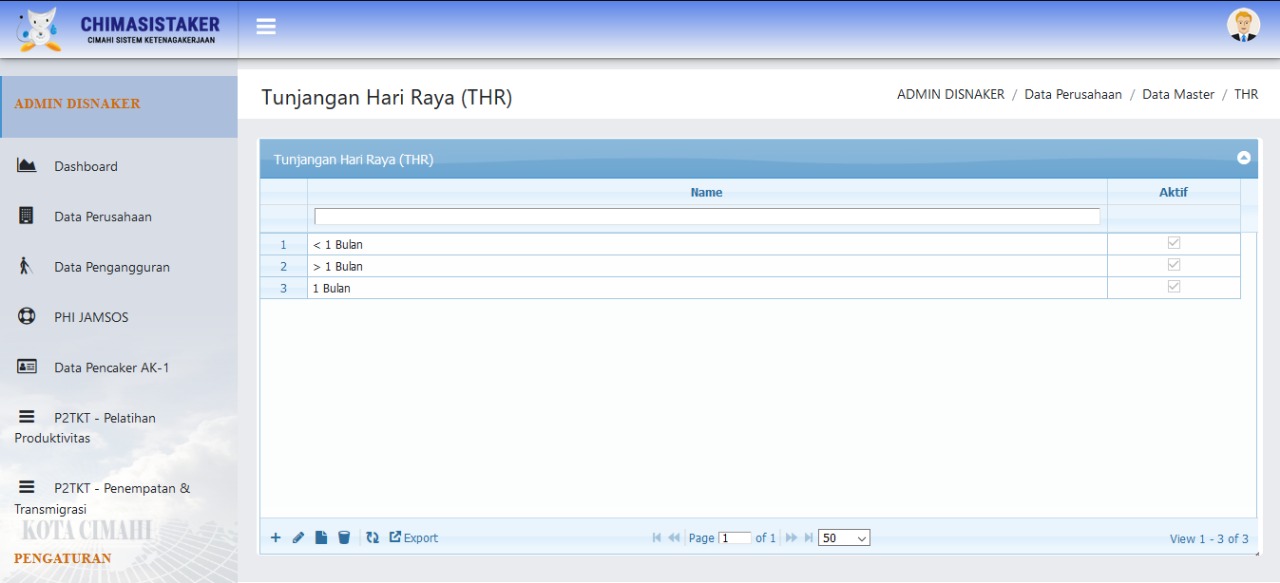 CHIMASISTAKER
CIMAHI SISTEM KETENAGAKERJAAN
ADMIN DISNAKER
Dashboard
Data Perusahaan
Data Pengangguran
PHI JAMSOS
Data Pencaker AK-1
P2TKT - Pelatihan
Produktivitas
P2TKT - Penempatan &
Transmigrasi
KOTA CIMAHI
PENGATURAN
Tunjangan Hari Raya (THR)
ADMIN DISNAKER / Data Perusahaan / Data Master / THR
Tunjangan Hari Raya (THR)
Name Aktif
1 < 1 Bulan
2 > 1 Bulan
3 1 Bulan
Export Page 1 of 1 50 View 1 - 3 of 3